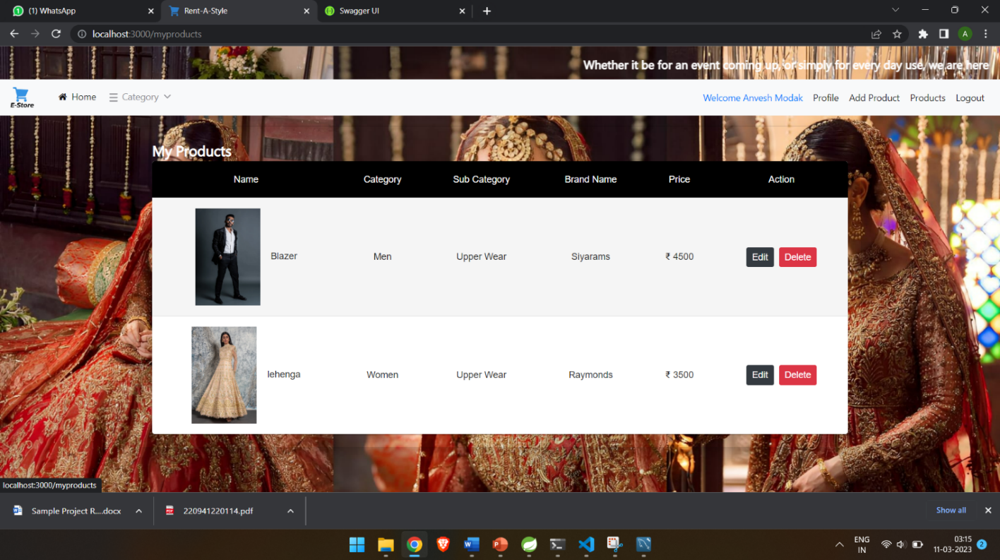 (1) WhatsApp
Rent-A-Style
Swagger UI
localhost:3000/myproducts
A
Whether it be for an event coming up, or simply for every day use, we are here
E-Store
Home
Category
Welcome Anvesh Modak
Profile
Add Product
Products
Logout
My Products
Name Category Sub Category Brand Name Price Action
Blazer Men Upper Wear Siyarams ₹ 4500 Edit Delete
lehenga Women Upper Wear Raymonds ₹ 3500 Edit Delete
localhost:3000/myproducts
Sample Project R....docx
220941220114.pdf
Show all
ENG
IN
03:15
11-03-2023
2